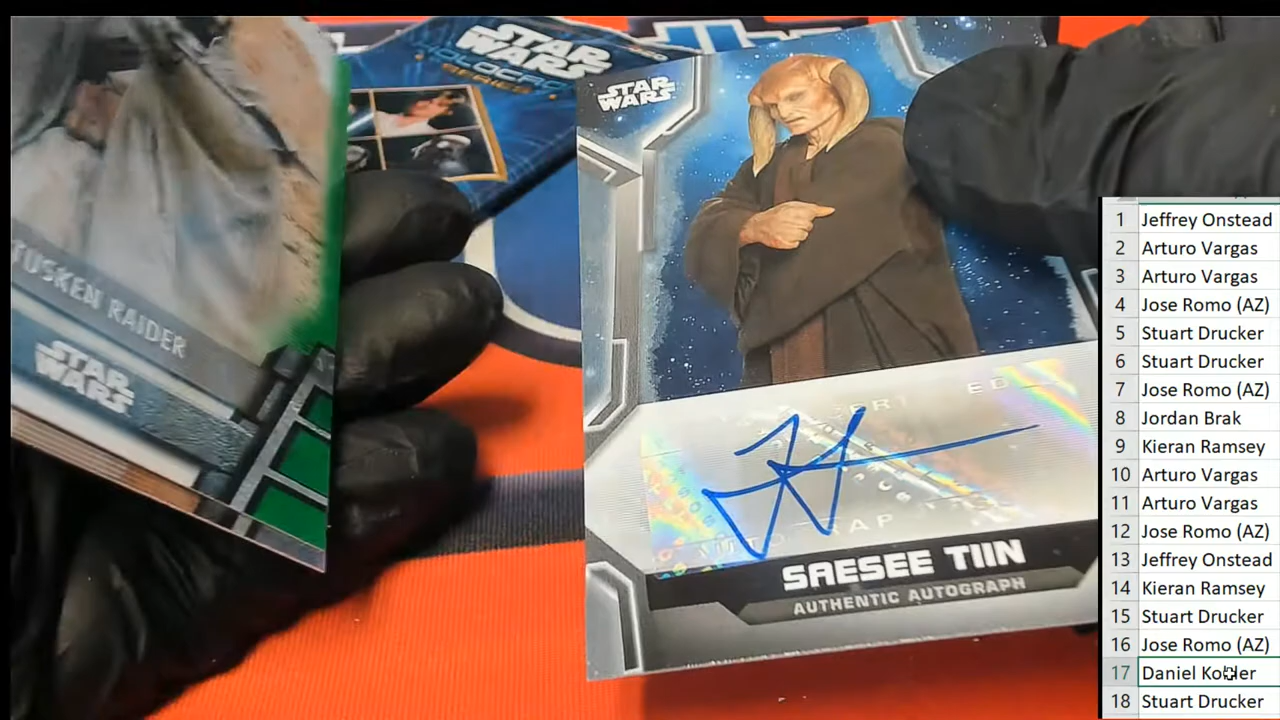 STAR WARS
HOLOCRON
SERIES
STAR WARS
TUSKEN RAIDER
STAR WARS
SAESEE TIIN
AUTHENTIC AUTOGRAPH
1 Jeffrey Onstead
2 Arturo Vargas
3 Arturo Vargas
4 Jose Romo (AZ)
5 Stuart Drucker
6 Stuart Drucker
7 Jose Romo (AZ)
8 Jordan Brak
9 Kieran Ramsey
10 Arturo Vargas
11 Arturo Vargas
12 Jose Romo (AZ)
13 Jeffrey Onstead
14 Kieran Ramsey
15 Stuart Drucker
16 Jose Romo (AZ)
17 Daniel
18 Stuart Drucker